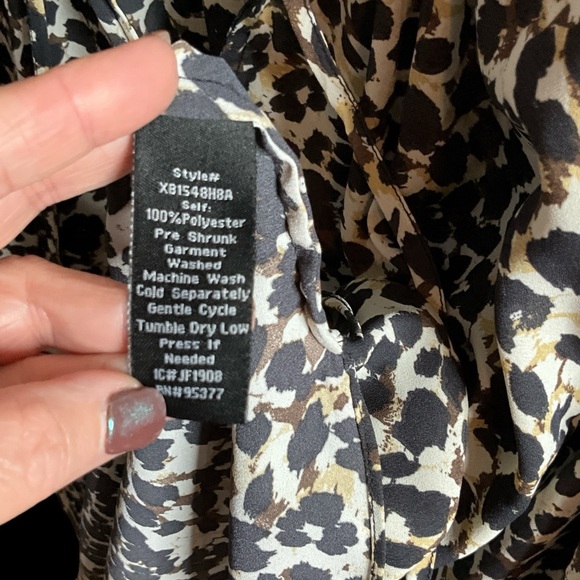 Style#
XB1548H8A
Self:
100%Polyester
Pre Shrunk
Garment
Washed
Machine Wash
Cold Separately
Gentle Cycle
Tumble Dry Low
Press If
Needed
IC#JF1908
RN#95377